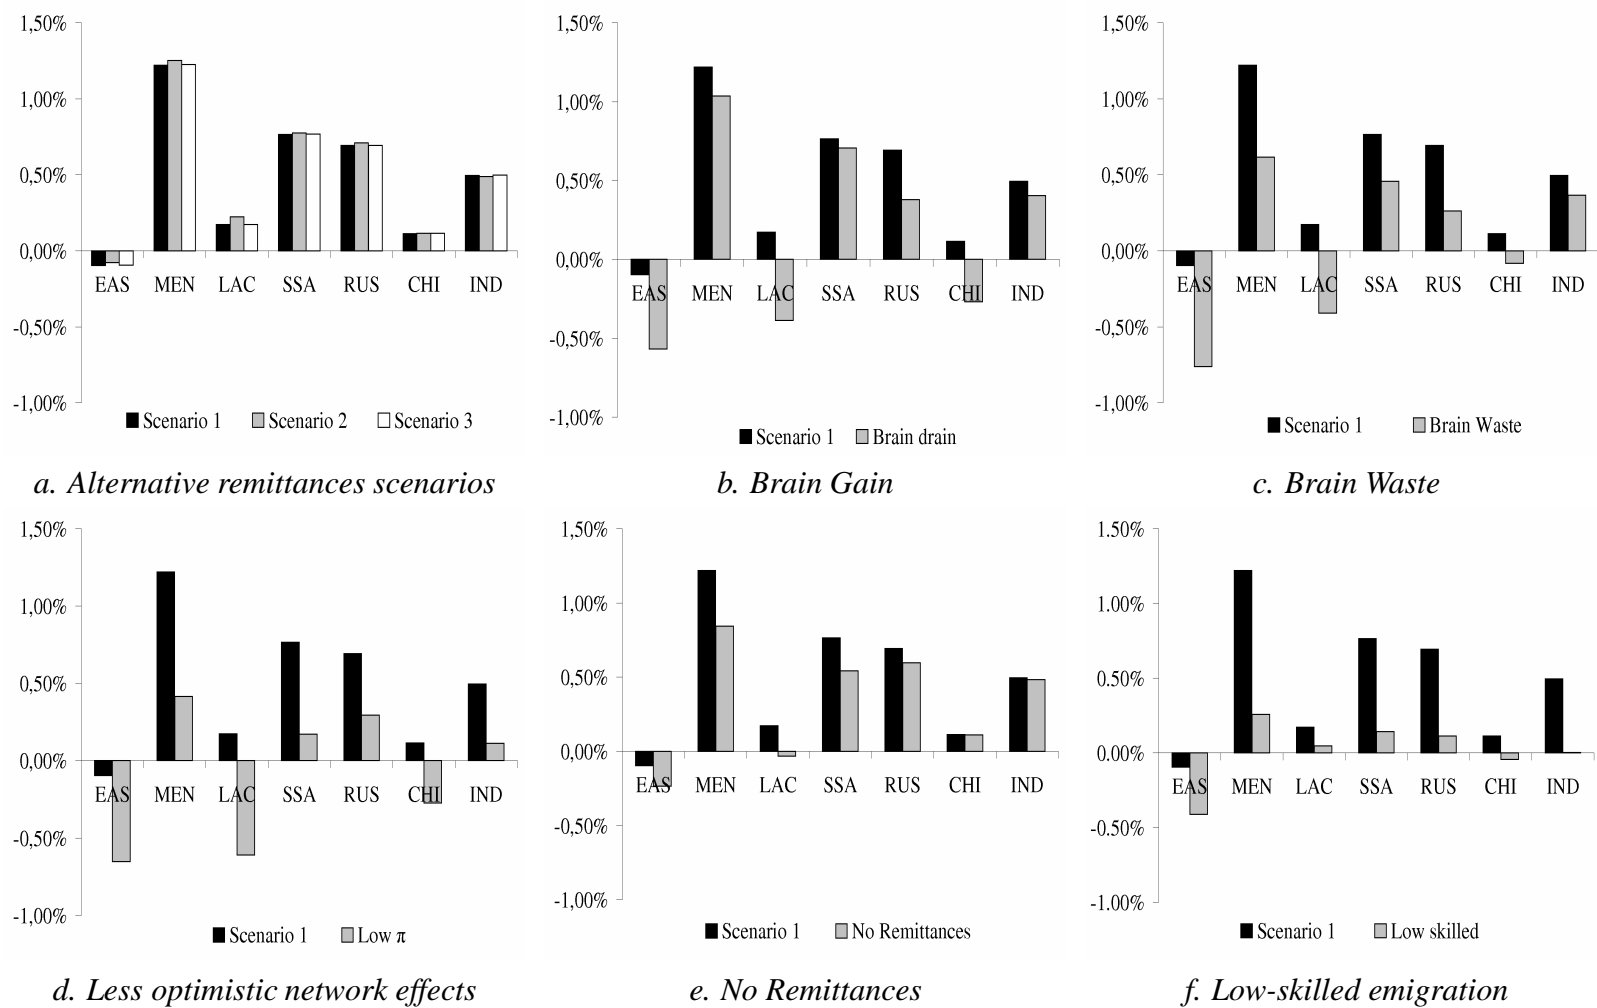 1,50%
1,00%
0,50%
0,00%
-0,50%
-1,00%
EAS MEN LAC SSA RUS CHI IND
Scenario 1 Scenario 2 Scenario 3
a. Alternative remittances scenarios
1,50%
1,00%
0,50%
0,00%
-0,50%
-1,00%
EAS MEN LAC SSA RUS CHI IND
Scenario 1 Brain drain
b. Brain Gain
1,50%
1,00%
0,50%
0,00%
-0,50%
-1,00%
EAS MEN LAC SSA RUS CHI IND
Scenario 1 Brain Waste
c. Brain Waste
1,50%
1,00%
0,50%
0,00%
-0,50%
-1,00%
EAS MEN LAC SSA RUS CHI IND
Scenario 1 Low π
d. Less optimistic network effects
1,50%
1,00%
0,50%
0,00%
-0,50%
-1,00%
EAS MEN LAC SSA RUS CHI IND
Scenario 1 No Remittances
e. No Remittances
1.50%
1.00%
0.50%
0.00%
-0.50%
-1.00%
EAS MEN LAC SSA RUS CHI IND
Scenario 1 Low skilled
f. Low-skilled emigration